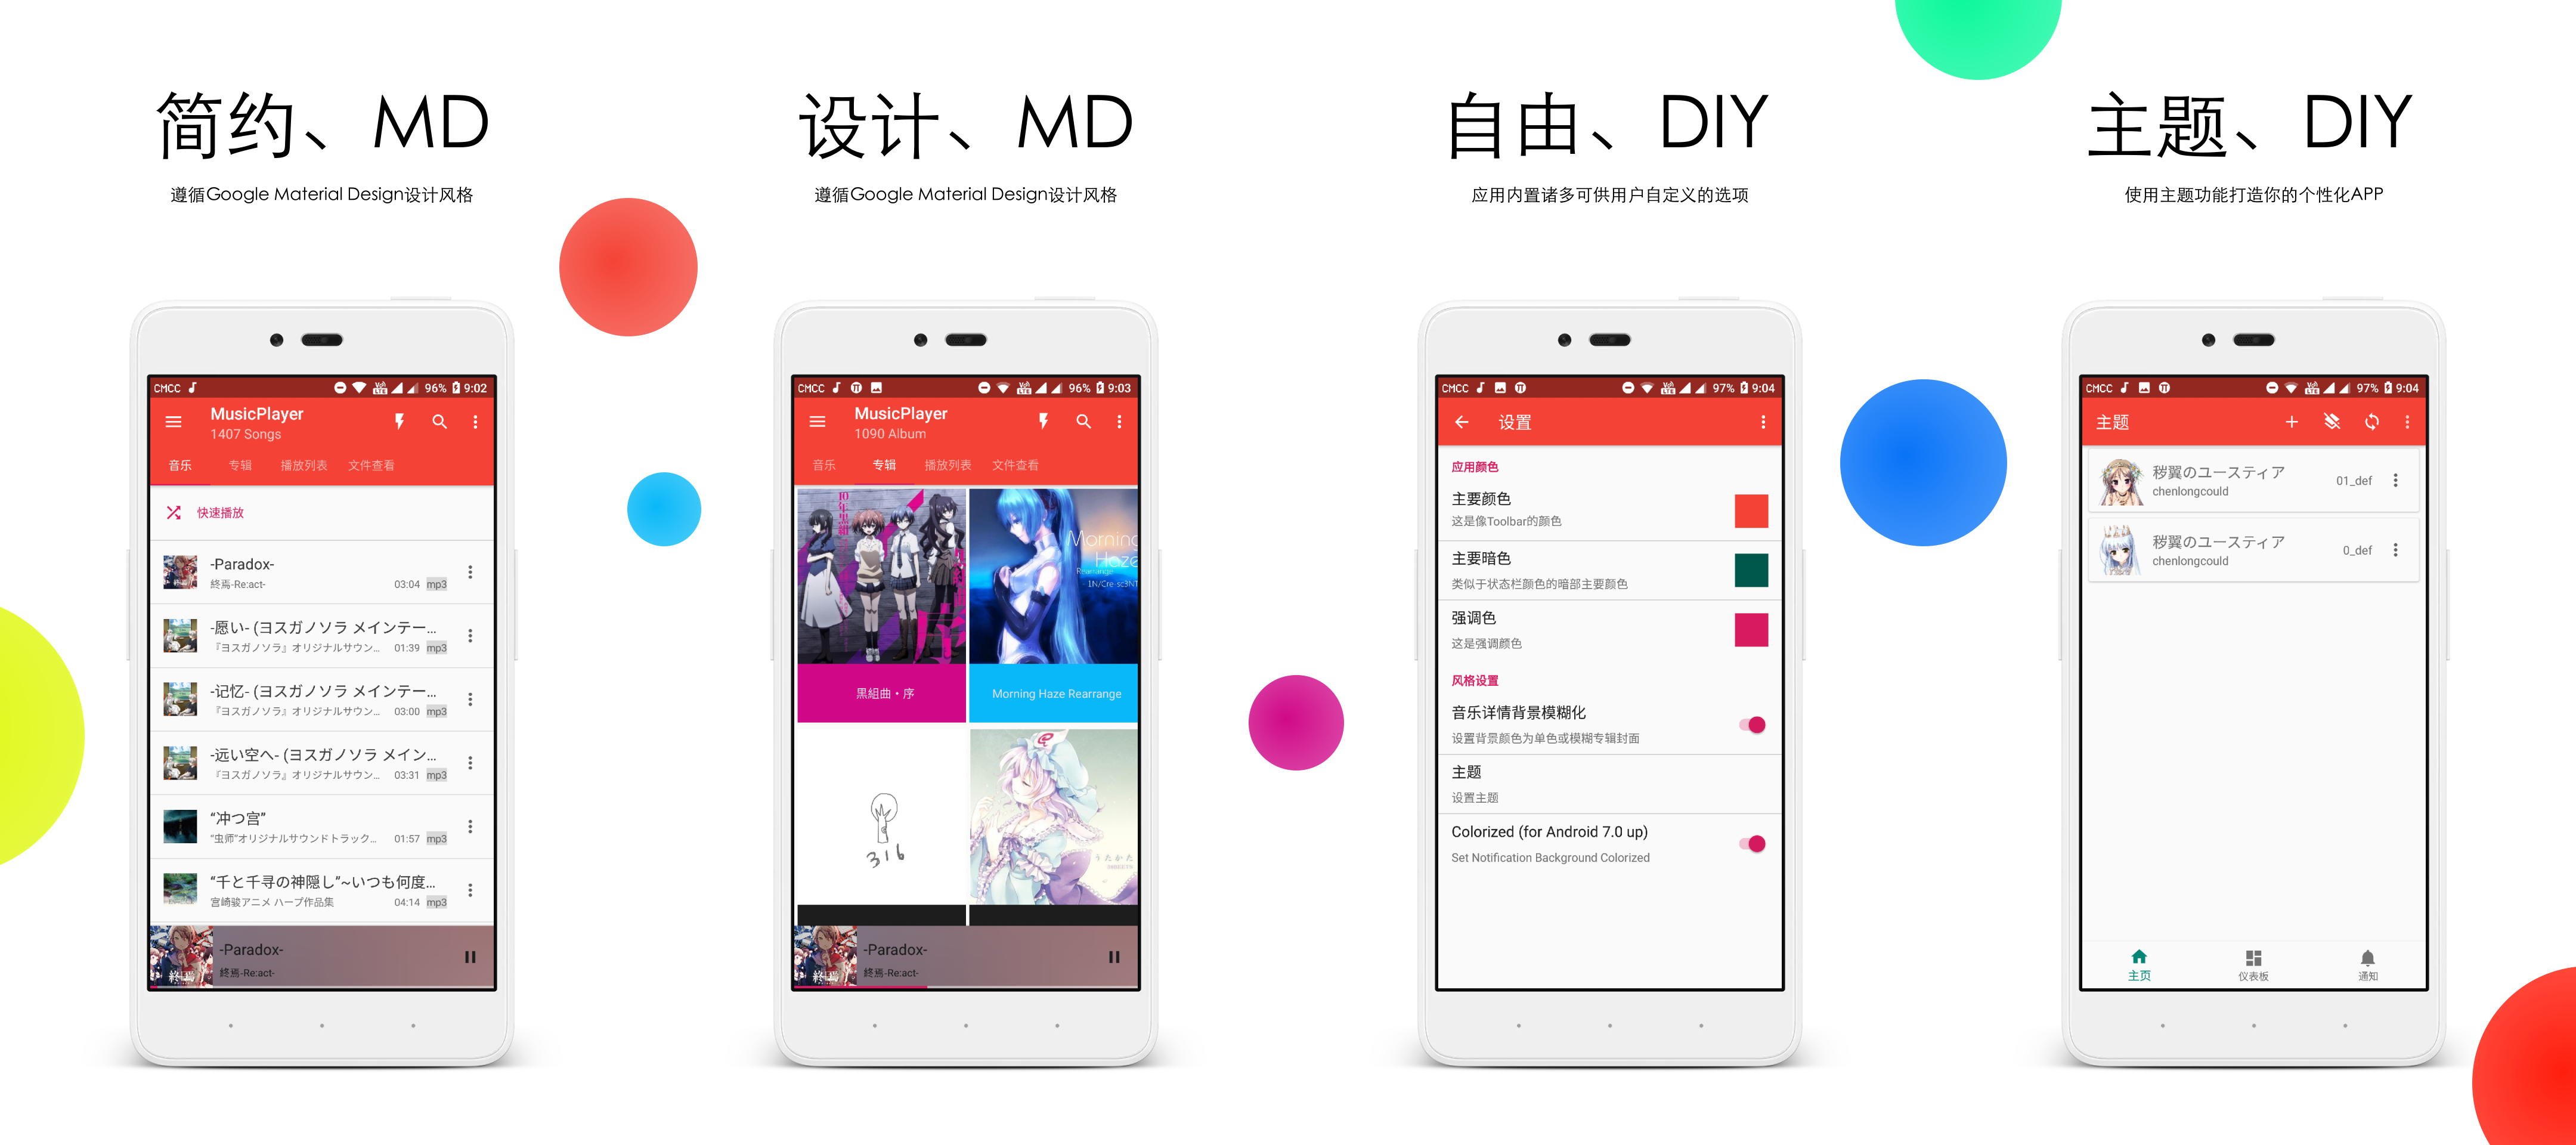 简约、MD
遵循Google Material Design设计风格
CMCC 96% 9:02
MusicPlayer
1407 Songs
音乐 专辑 播放列表 文件查看
快速播放
-Paradox-
終焉-Re:act- 03:04 mp3
-愿い- (ヨスガノソラ メインテー...
『ヨスガノソラ』オリジナルサウン... 01:39 mp3
-记忆- (ヨスガノソラ メインテー...
『ヨスガノソラ』オリジナルサウン... 03:00 mp3
-远い空へ- (ヨスガノソラ メイン...
『ヨスガノソラ』オリジナルサウン... 03:31 mp3
“冲つ宫”
“虫师”オリジナルサウンドトラック... 01:57 mp3
“千と千寻の神隠し”~いつも何度...
宫崎骏アニメ ハープ作品集 04:14 mp3
終焉
-Paradox-
終焉-Re:act-
设计、MD
遵循Google Material Design设计风格
CMCC 96% 9:03
MusicPlayer
1090 Album
音乐 专辑 播放列表 文件查看
10年黒組
Morning
Haze
Rearrange
1N/Cre-sc3NT
黒組曲・序
Morning Haze Rearrange
316
うたかた
終焉
-Paradox-
終焉-Re:act-
自由、DIY
应用内置诸多可供用户自定义的选项
CMCC 97% 9:04
设置
应用颜色
主要颜色
这是像Toolbar的颜色
主要暗色
类似于状态栏颜色的暗部主要颜色
强调色
这是强调颜色
风格设置
音乐详情背景模糊化
设置背景颜色为单色或模糊专辑封面
主题
设置主题
Colorized (for Android 7.0 up)
Set Notification Background Colorized
主题、DIY
使用主题功能打造你的个性化APP
CMCC 97% 9:04
主题
秽翼のユースティア
chenlongcould 01_def
秽翼のユースティア
chenlongcould 0_def
主页 仪表板 通知